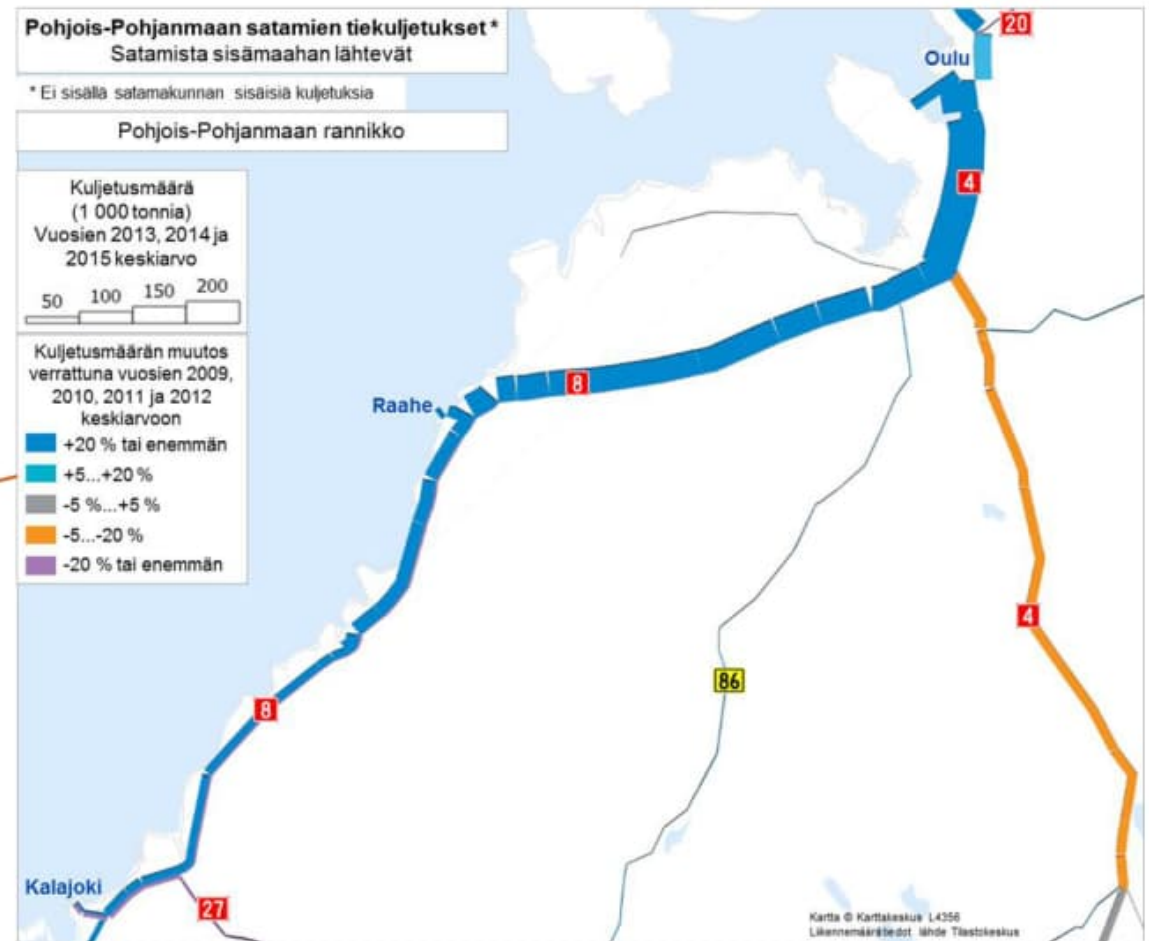 Pohjois-Pohjanmaan satamien tiekuljetukset *
Satamista sisämaahan lähtevät
* Ei sisällä satamakunnan sisäisiä kuljetuksia
Pohjois-Pohjanmaan rannikko
Kuljetusmäärä
(1 000 tonnia)
Vuosien 2013, 2014 ja
2015 keskiarvo
50 100 150 200
Kuljetusmäärän muutos
verrattuna vuosien 2009,
2010, 2011 ja 2012
keskiarvoon
+20 % tai enemmän
+5...+20 %
-5 %...+5 %
-5...-20 %
-20 % tai enemmän
20
Oulu
4
8
Raahe
4
86
8
Kalajoki
27
Kartta © Karttakeskus L4356
Liikennemäärätiedot lähde Tilastokeskus